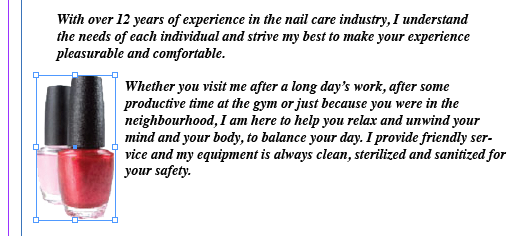 With over 12 years of experience in the nail care industry, I understand
the needs of each individual and strive my best to make your experience
pleasurable and comfortable.
Whether you visit me after a long day's work, after some
productive time at the gym or just because you were in the
neighbourhood, I am here to help you relax and unwind your
mind and your body, to balance your day. I provide friendly ser-
vice and my equipment is always clean, sterilized and sanitized for
your safety.